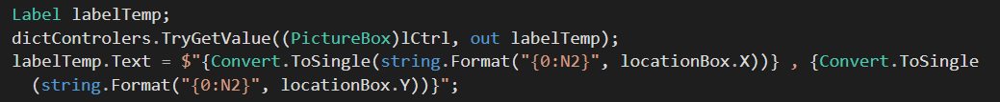 Label labelTemp;
dictControlers.TryGetValue((PictureBox)lCtrl, out labelTemp);
labelTemp.Text = $"{Convert.ToSingle(string.Format("{0:N2}", locationBox.X))} , {Convert.ToSingle
(string.Format("{0:N2}", locationBox.Y))}";